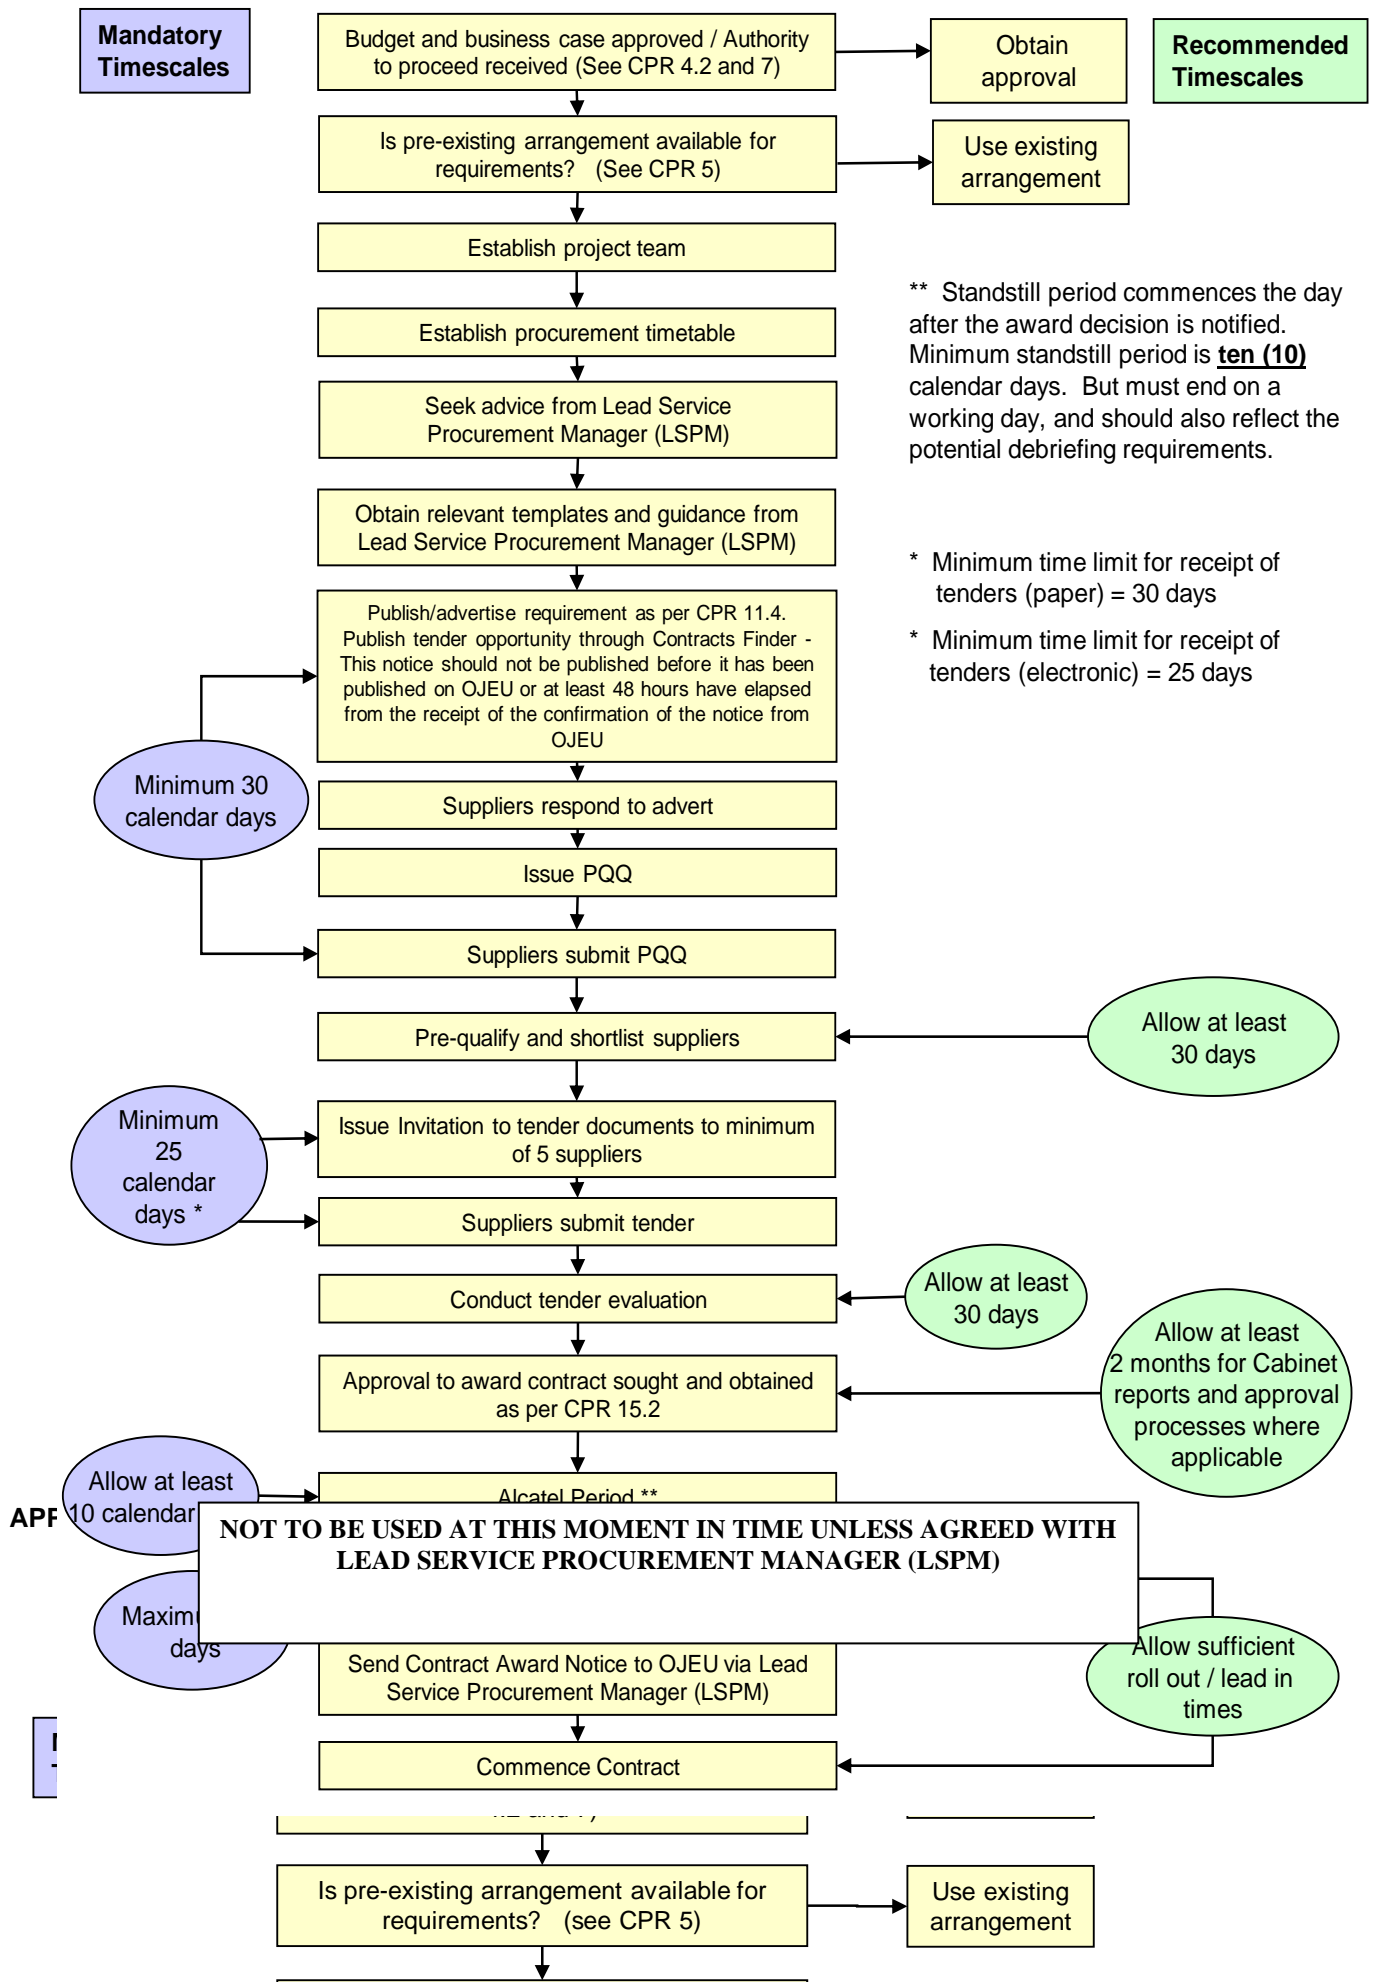 Mandatory
Timescales
Budget and business case approved / Authority
to proceed received (See CPR 4.2 and 7)
Obtain
approval
Recommended
Timescales
Is pre-existing arrangement available for
requirements? (See CPR 5)
Use existing
arrangement
Establish project team
** Standstill period commences the day
after the award decision is notified.
Minimum standstill period is ten (10)
calendar days. But must end on a
working day, and should also reflect the
potential debriefing requirements.
Establish procurement timetable
Seek advice from Lead Service
Procurement Manager (LSPM)
Obtain relevant templates and guidance from
Lead Service Procurement Manager (LSPM)
* Minimum time limit for receipt of
tenders (paper) = 30 days
* Minimum time limit for receipt of
tenders (electronic) = 25 days
Publish/advertise requirement as per CPR 11.4.
Publish tender opportunity through Contracts Finder -
This notice should not be published before it has been
published on OJEU or at least 48 hours have elapsed
from the receipt of the confirmation of the notice from
OJEU
Minimum 30
calendar days
Suppliers respond to advert
Issue PQQ
Suppliers submit PQQ
Pre-qualify and shortlist suppliers
Allow at least
30 days
Minimum
25
calendar
days *
Issue Invitation to tender documents to minimum
of 5 suppliers
Suppliers submit tender
Conduct tender evaluation
Allow at least
30 days
Approval to award contract sought and obtained
as per CPR 15.2
Allow at least
2 months for Cabinet
reports and approval
processes where
applicable
Allow at least
10 calendar
Alcatel Period **
NOT TO BE USED AT THIS MOMENT IN TIME UNLESS AGREED WITH
LEAD SERVICE PROCUREMENT MANAGER (LSPM)
days
Send Contract Award Notice to OJEU via Lead
Service Procurement Manager (LSPM)
Allow sufficient
roll out / lead in
times
Commence Contract
Is pre-existing arrangement available for
requirements? (see CPR 5)
Use existing
arrangement